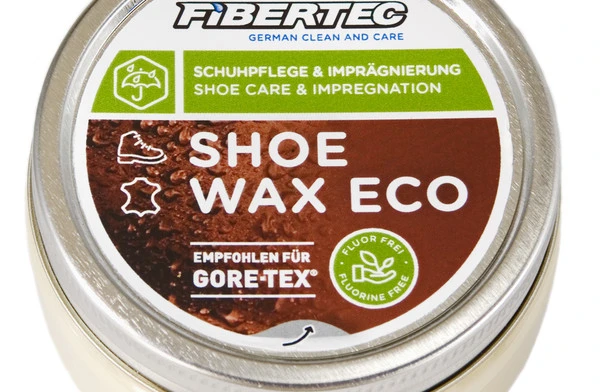 FIBERTEC
GERMAN CLEAN AND CARE
SCHUHPFLEGE & IMPRÄGNIERUNG
SHOE CARE & IMPREGNATION
SHOE
WAX ECO
EMPFOHLEN FÜR
GORE-TEX®
FLUOR FREI
FLUORINE FREE